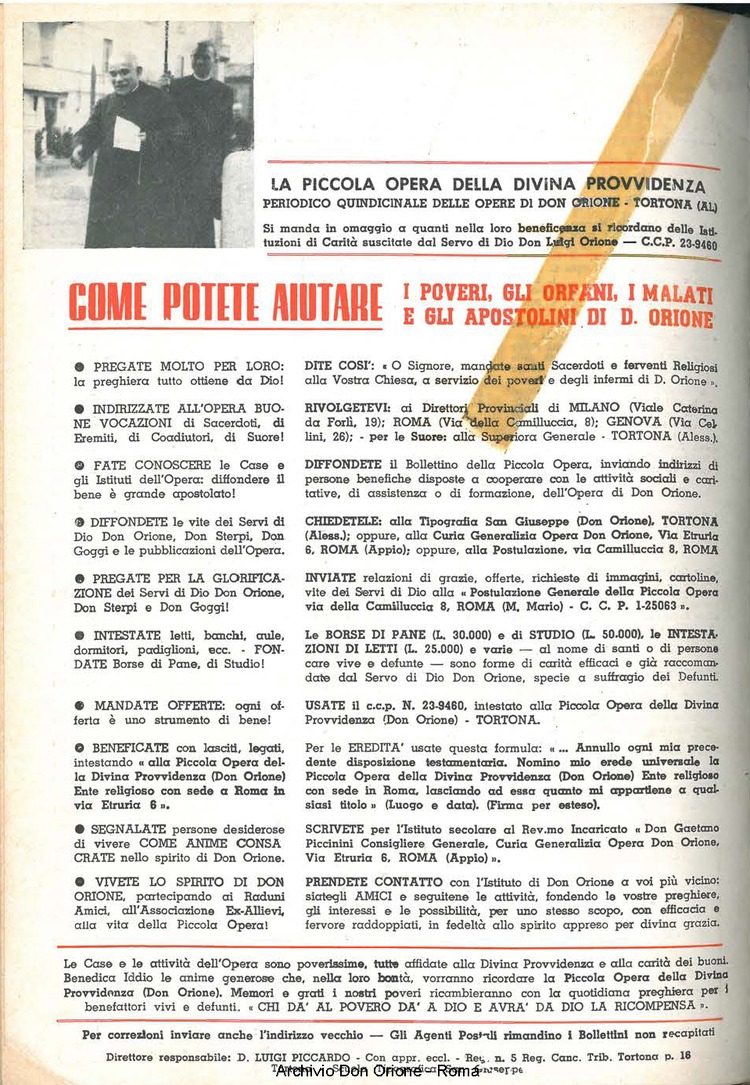 LA PICCOLA OPERA DELLA DIVINA PROVVIDENZA
PERIODICO QUINDICINALE DELLE OPERE DI DON ORIONE - TORTONA (AL)
Si manda in omaggio a quanti nella loro beneficenza si ricordano delle Isti-
tuzioni di Carità suscitate dal Servo di Dio Don Luigi Orione — C.C.P. 23-9460
COME POTETE AIUTARE
I POVERI, GLI ORFANI, I MALATI
E GLI APOSTOLINI DI D. ORIONE
● PREGATE MOLTO PER LORO:
la preghiera tutto ottiene da Dio!
DITE COSI': « O Signore, mandate santi Sacerdoti e ferventi Religiosi
alla Vostra Chiesa, a servizio dei poveri e degli infermi di D. Orione ».
● INDIRIZZATE ALL'OPERA BUO-
NE VOCAZIONI di Sacerdoti, di
Eremiti, di Coadiutori, di Suore!
RIVOLGETEVI: ai Direttori Provinciali di MILANO (Viale Caterina
da Forlì, 19); ROMA (Via della Camilluccia, 8); GENOVA (Via Cel
lini, 26); - per le Suore: alla Superiora Generale - TORTONA (Aless.).
● FATE CONOSCERE le Case e
gli Istituti dell'Opera: diffondere il
bene è grande apostolato!
DIFFONDETE il Bollettino della Piccola Opera, inviando indirizzi di
persone benefiche disposte a cooperare con le attività sociali e cari-
tative, di assistenza o di formazione, dell'Opera di Don Orione.
● DIFFONDETE le vite dei Servi di
Dio Don Orione, Don Sterpi, Don
Goggi e le pubblicazioni dell'Opera.
CHIEDETELE: alla Tipografia San Giuseppe (Don Orione), TORTONA
(Aless.); oppure, alla Curia Generalizia Opera Don Orione, Via Etruria
6, ROMA (Appio); oppure, alla Postulazione, via Camilluccia 8, ROMA
● PREGATE PER LA GLORIFICA-
ZIONE dei Servi di Dio Don Orione,
Don Sterpi e Don Goggi!
INVIATE relazioni di grazie, offerte, richieste di immagini, cartoline,
vite dei Servi di Dio alla « Postulazione Generale della Piccola Opera
via della Camilluccia 8, ROMA (M. Mario) - C. C. P. 1-25063 ».
● INTESTATE letti, banchi, aule,
dormitori, padiglioni, ecc. - FON-
DATE Borse di Pane, di Studio!
Le BORSE DI PANE (L. 30.000) e di STUDIO (L. 50.000), le INTESTA-
ZIONI DI LETTI (L. 25.000) e varie — al nome di santi o di persone
care vive e defunte — sono forme di carità efficaci e già raccoman-
date dal Servo di Dio Don Orione, specie a suffragio dei Defunti.
● MANDATE OFFERTE: ogni of-
ferta è uno strumento di bene!
USATE il c.c.p. N. 23-9460, intestato alla Piccola Opera della Divina
Provvidenza (Don Orione) - TORTONA.
● BENEFICATE con lasciti, legati,
intestando « alla Piccola Opera del-
la Divina Provvidenza (Don Orione)
Ente religioso con sede a Roma in
via Etruria 6 ».
Per le EREDITA' usate questa formula: « ... Annullo ogni mia prece-
dente disposizione testamentaria. Nomino mio erede universale la
Piccola Opera della Divina Provvidenza (Don Orione) Ente religioso
con sede in Roma, lasciando ad essa quanto mi appartiene a qual-
siasi titolo » (Luogo e data). (Firma per esteso).
● SEGNALATE persone desiderose
di vivere COME ANIME CONSA
CRATE nello spirito di Don Orione.
SCRIVETE per l'Istituto secolare al Rev.mo Incaricato « Don Gaetano
Piccinini Consigliere Generale, Curia Generalizia Opera Don Orione,
Via Etruria 6, ROMA (Appio) ».
● VIVETE LO SPIRITO DI DON
ORIONE, partecipando ai Raduni
Amici, all'Associazione Ex-Allievi,
alla vita della Piccola Opera!
PRENDETE CONTATTO con l'Istituto di Don Orione a voi più vicino:
siategli AMICI e seguitene le attività, fondendo le vostre preghiere,
gli interessi e le possibilità, per uno stesso scopo, con efficacia e
fervore raddoppiati, in fedeltà allo spirito appreso per divina grazia.
Le Case e le attività dell'Opera sono poverissime, tutte affidate alla Divina Provvidenza e alla carità dei buoni.
Benedica Iddio le anime generose che, nella loro bontà, vorranno ricordare la Piccola Opera della Divina
Provvidenza (Don Orione). Memori e grati i nostri poveri ricambieranno con la quotidiana preghiera per i
benefattori vivi e defunti. « CHI DA' AL POVERO DA' A DIO E AVRA' DA DIO LA RICOMPENSA ».
Per correzioni inviare anche l'indirizzo vecchio — Gli Agenti Postali rimandino i Bollettini non recapitati
Direttore responsabile: D. LUIGI PICCARDO - Con appr. eccl. - Reg. n. 5 Reg. Canc. Trib. Tortona p. 16
Archivio Don Orione - Roma